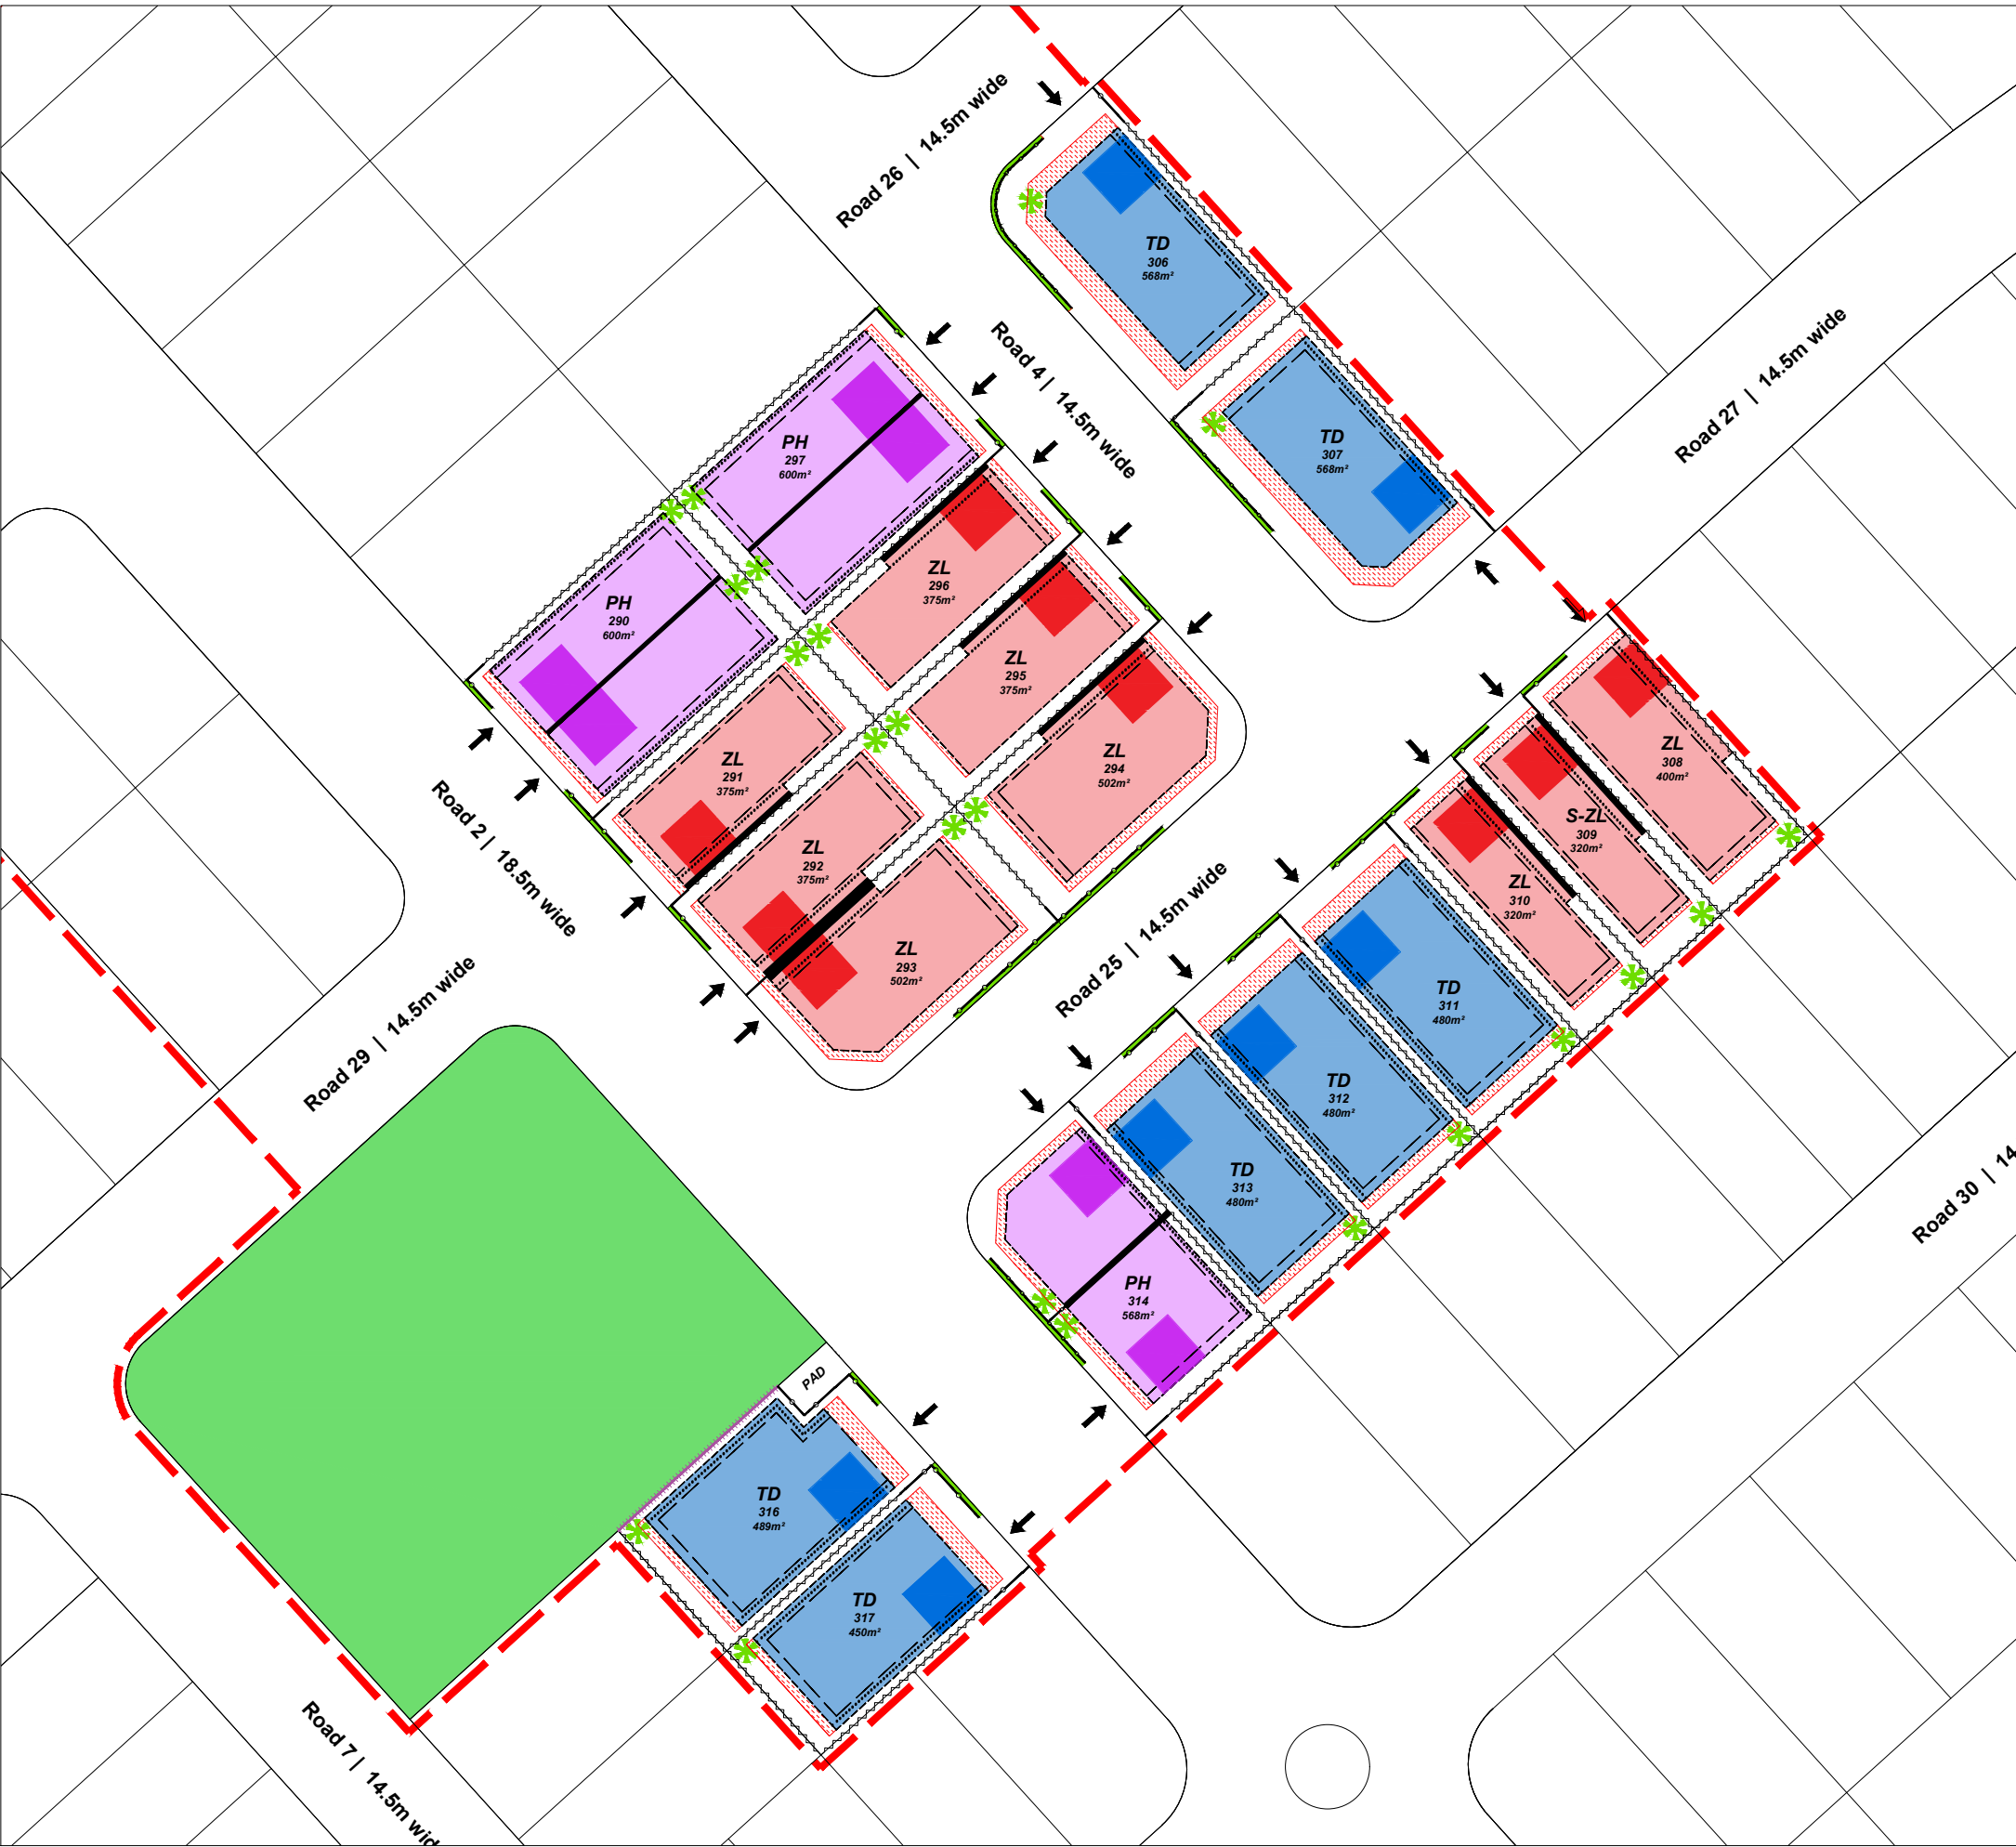 Road 26 | 14.5m wide
TD
306
568m²
Road 4 | 14.5m wide
TD
307
568m²
Road 27 | 14.5m wide
PH
297
600m²
ZL
296
375m²
PH
290
600m²
ZL
295
375m²
ZL
294
502m²
ZL
291
375m²
ZL
292
375m²
ZL
293
502m²
Road 2 | 18.5m wide
ZL
308
400m²
S-ZL
309
320m²
ZL
310
320m²
Road 25 | 14.5m wide
TD
311
480m²
TD
312
480m²
TD
313
480m²
PH
314
568m²
Road 29 | 14.5m wide
Road 30 | 14
PAD
TD
316
489m²
TD
317
450m²
Road 7 | 14.5m wid